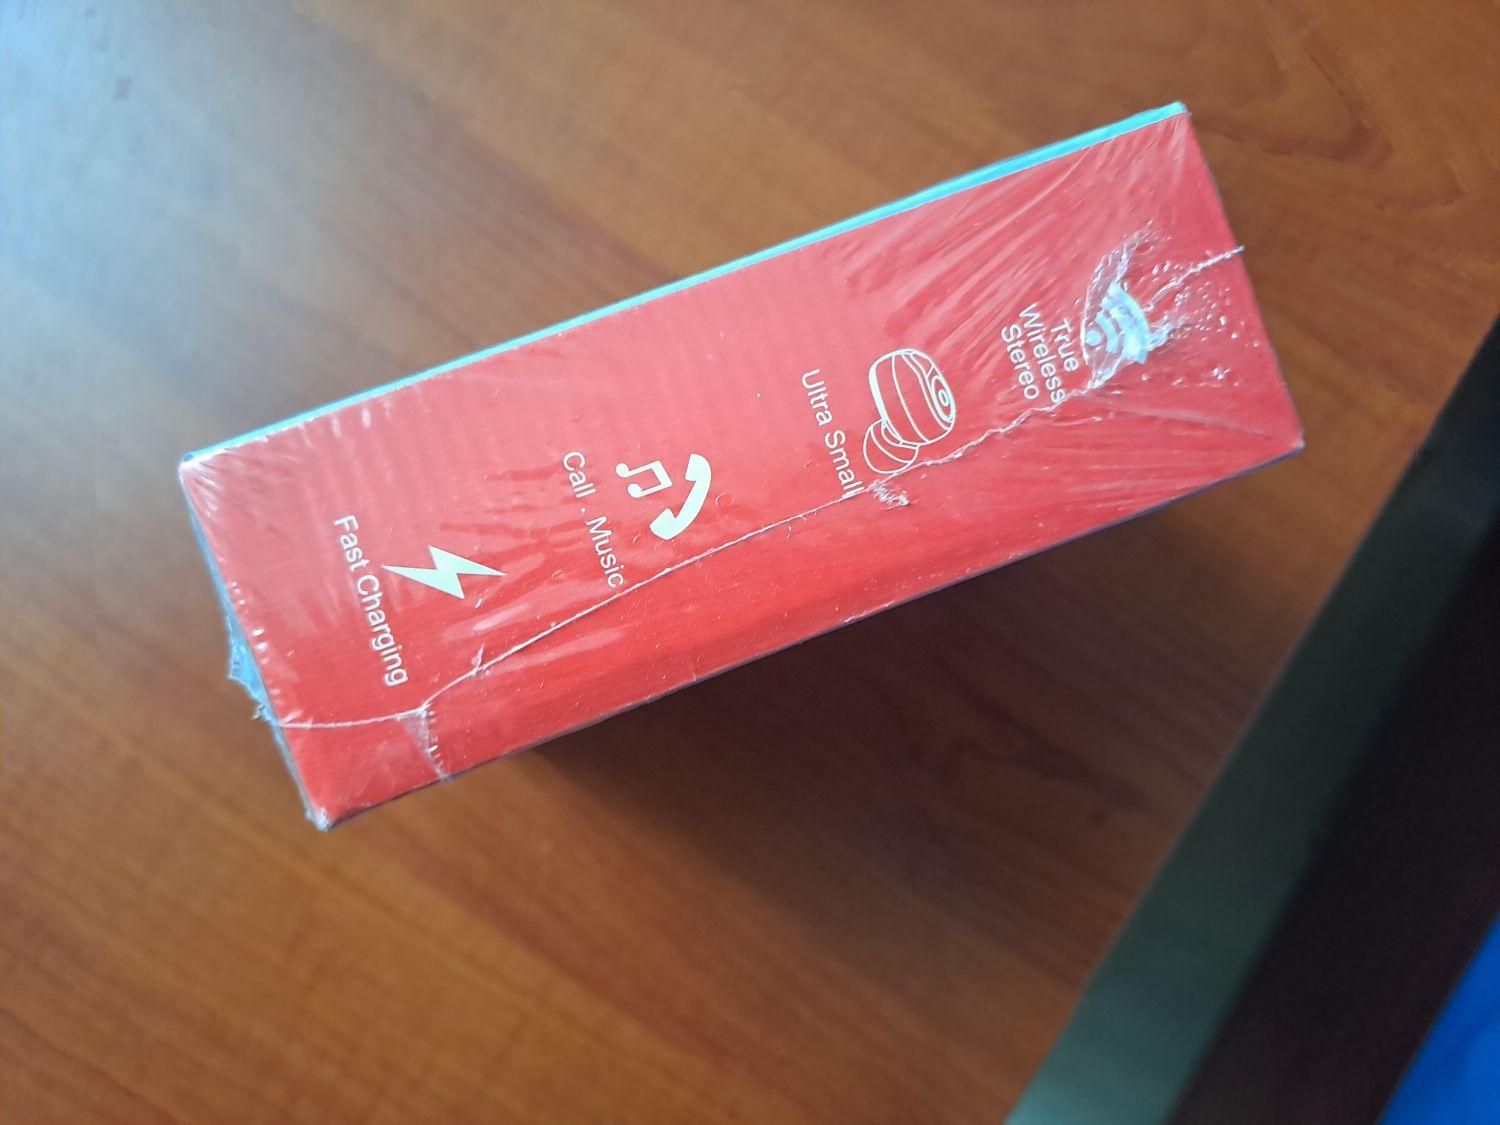 True
Wireless
Stereo
Ultra Small
Call . Music
Fast Charging